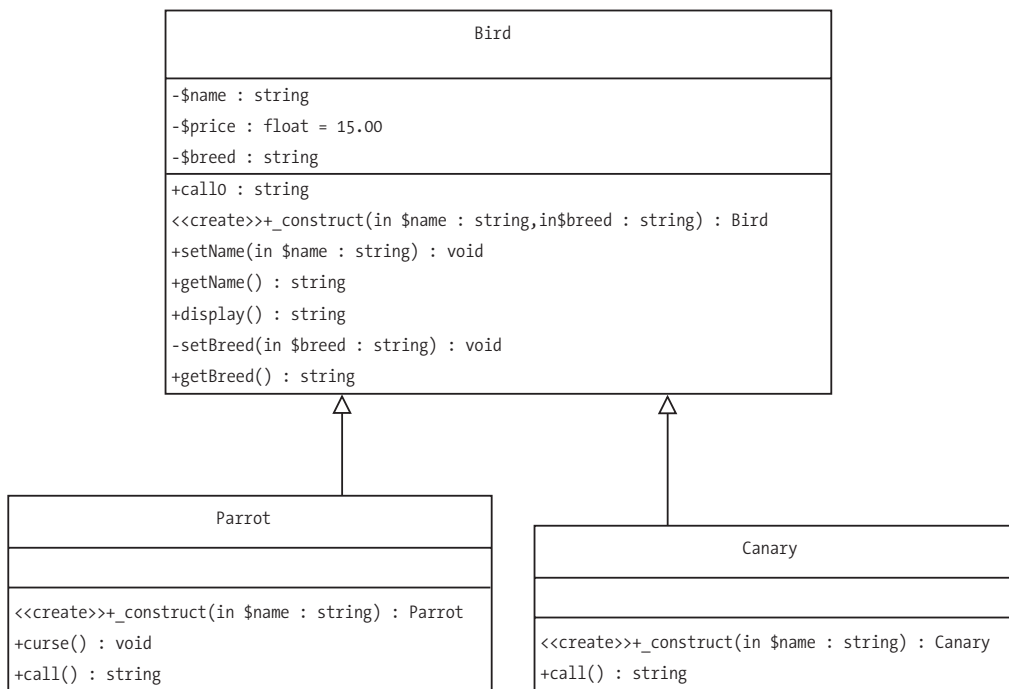 Bird
-$name : string
-$price : float = 15.00
-$breed : string
+callO : string
<<create>>+_construct(in $name : string,in$breed : string) : Bird
+setName(in $name : string) : void
+getName() : string
+display() : string
-setBreed(in $breed : string) : void
+getBreed() : string
Parrot
<<create>>+_construct(in $name : string) : Parrot
+curse() : void
+call() : string
Canary
<<create>>+_construct(in $name : string) : Canary
+call() : string